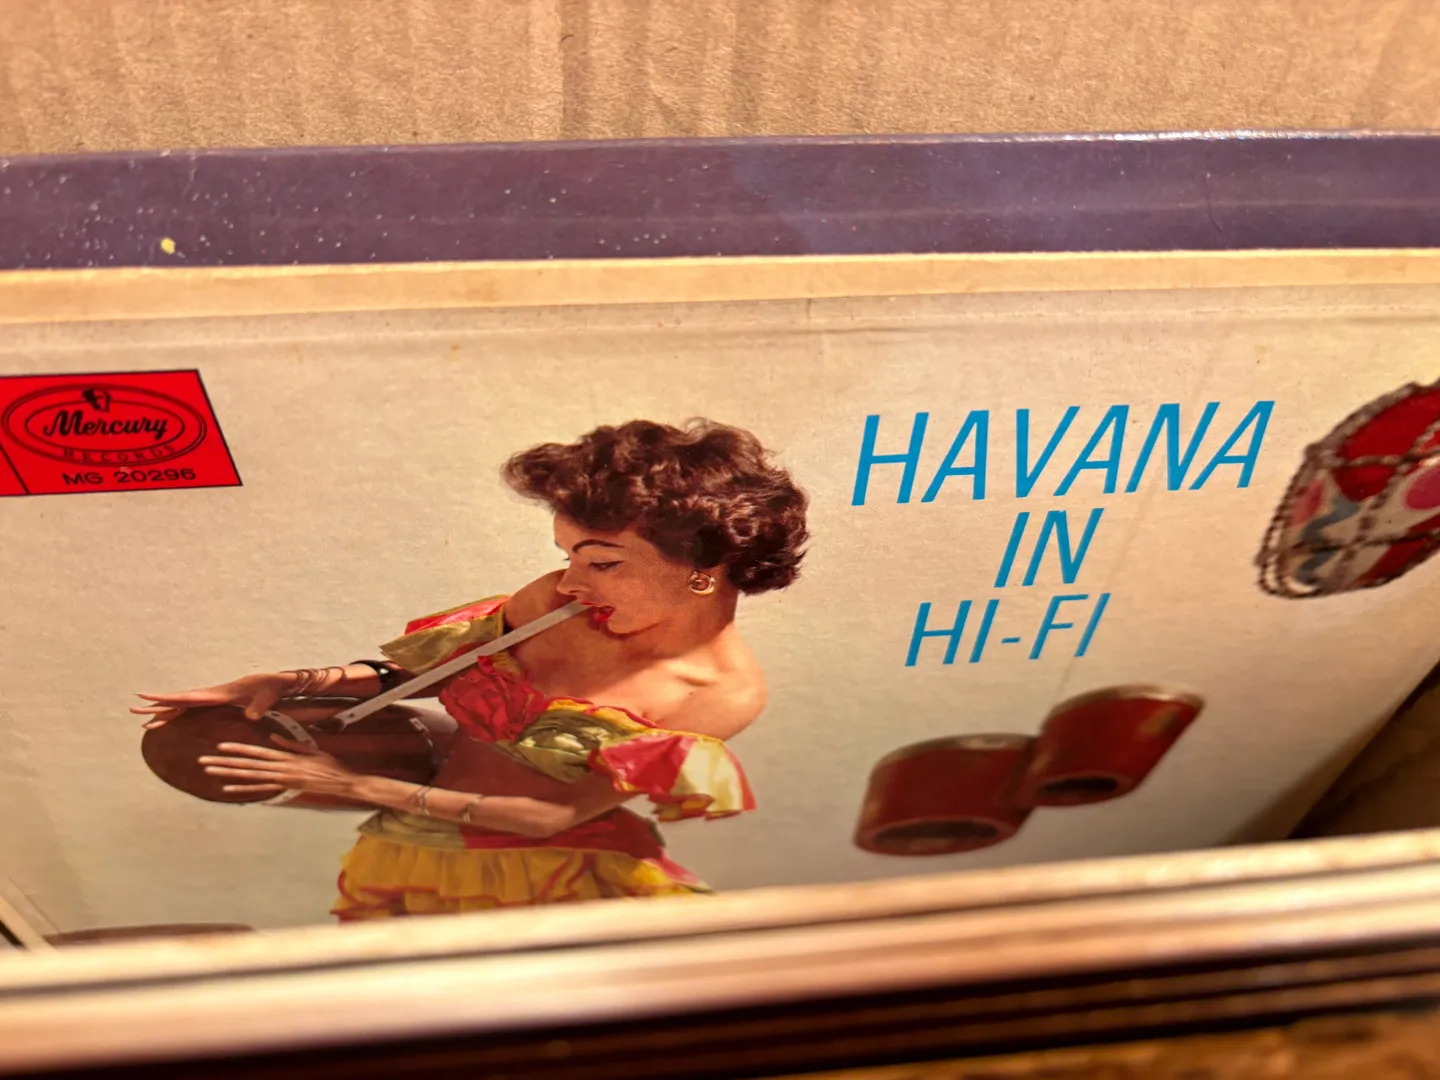 Mercury
RECORDS
MG 20296
HAVANA
IN
HI-FI